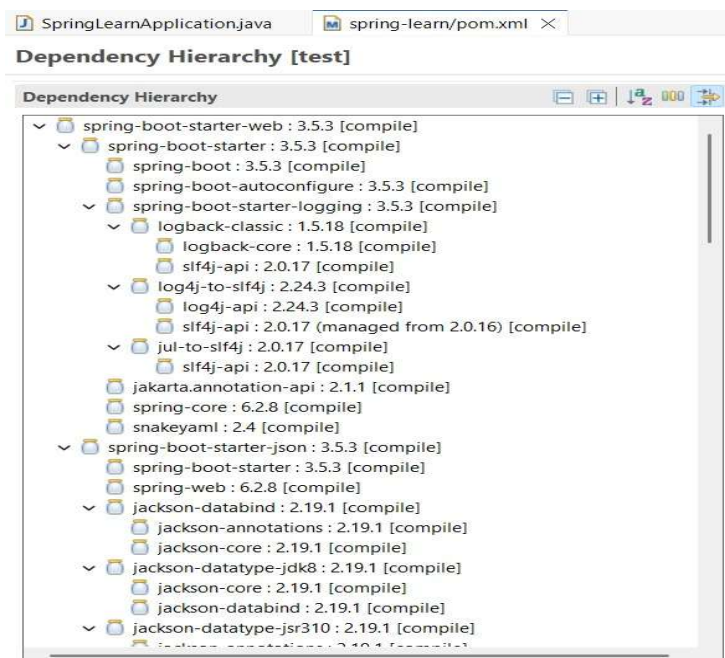 SpringLearnApplication.java
spring-learn/pom.xml
Dependency Hierarchy [test]
Dependency Hierarchy
spring-boot-starter-web : 3.5.3 [compile]
spring-boot-starter : 3.5.3 [compile]
spring-boot : 3.5.3 [compile]
spring-boot-autoconfigure : 3.5.3 [compile]
spring-boot-starter-logging : 3.5.3 [compile]
logback-classic : 1.5.18 [compile]
logback-core : 1.5.18 [compile]
slf4j-api : 2.0.17 [compile]
log4j-to-slf4j : 2.24.3 [compile]
log4j-api : 2.24.3 [compile]
slf4j-api : 2.0.17 (managed from 2.0.16) [compile]
jul-to-slf4j : 2.0.17 [compile]
slf4j-api : 2.0.17 [compile]
jakarta.annotation-api : 2.1.1 [compile]
spring-core : 6.2.8 [compile]
snakeyaml : 2.4 [compile]
spring-boot-starter-json : 3.5.3 [compile]
spring-boot-starter : 3.5.3 [compile]
spring-web : 6.2.8 [compile]
jackson-databind : 2.19.1 [compile]
jackson-annotations : 2.19.1 [compile]
jackson-core : 2.19.1 [compile]
jackson-datatype-jdk8 : 2.19.1 [compile]
jackson-core : 2.19.1 [compile]
jackson-databind : 2.19.1 [compile]
jackson-datatype-jsr310 : 2.19.1 [compile]